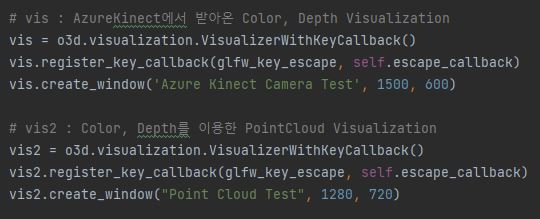 # vis : AzureKinect에서 받아온 Color, Depth Visualization
vis = o3d.visualization.VisualizerWithKeyCallback()
vis.register_key_callback(glfw_key_escape, self.escape_callback)
vis.create_window('Azure Kinect Camera Test', 1500, 600)
# vis2 : Color, Depth를 이용한 PointCloud Visualization
vis2 = o3d.visualization.VisualizerWithKeyCallback()
vis2.register_key_callback(glfw_key_escape, self.escape_callback)
vis2.create_window("Point Cloud Test", 1280, 720)